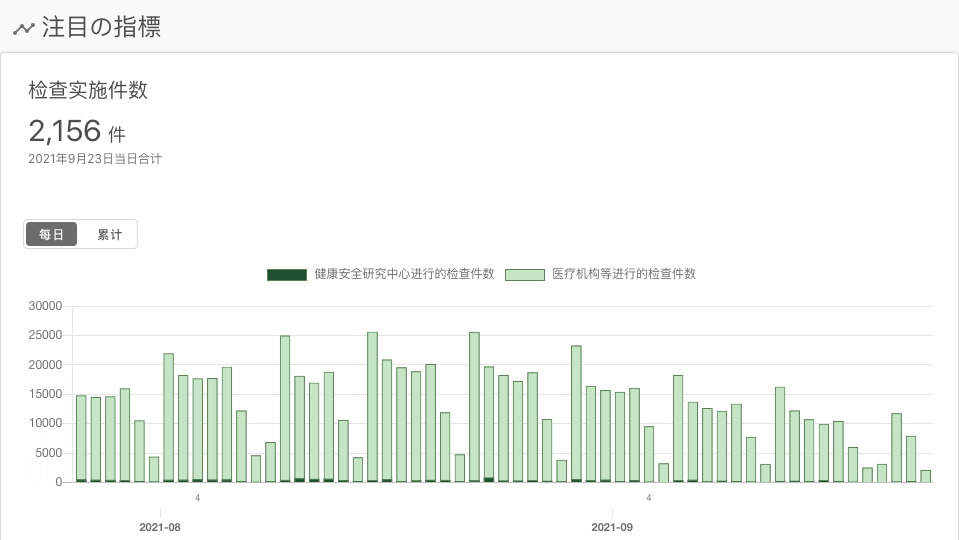 注目の指標
检查实施件数
2,156 件
2021年9月23日当日合计
每日 累计
健康安全研究中心进行的检查件数 医疗机构等进行的检查件数
30000
25000
20000
15000
10000
5000
0
4 4
2021-08 2021-09